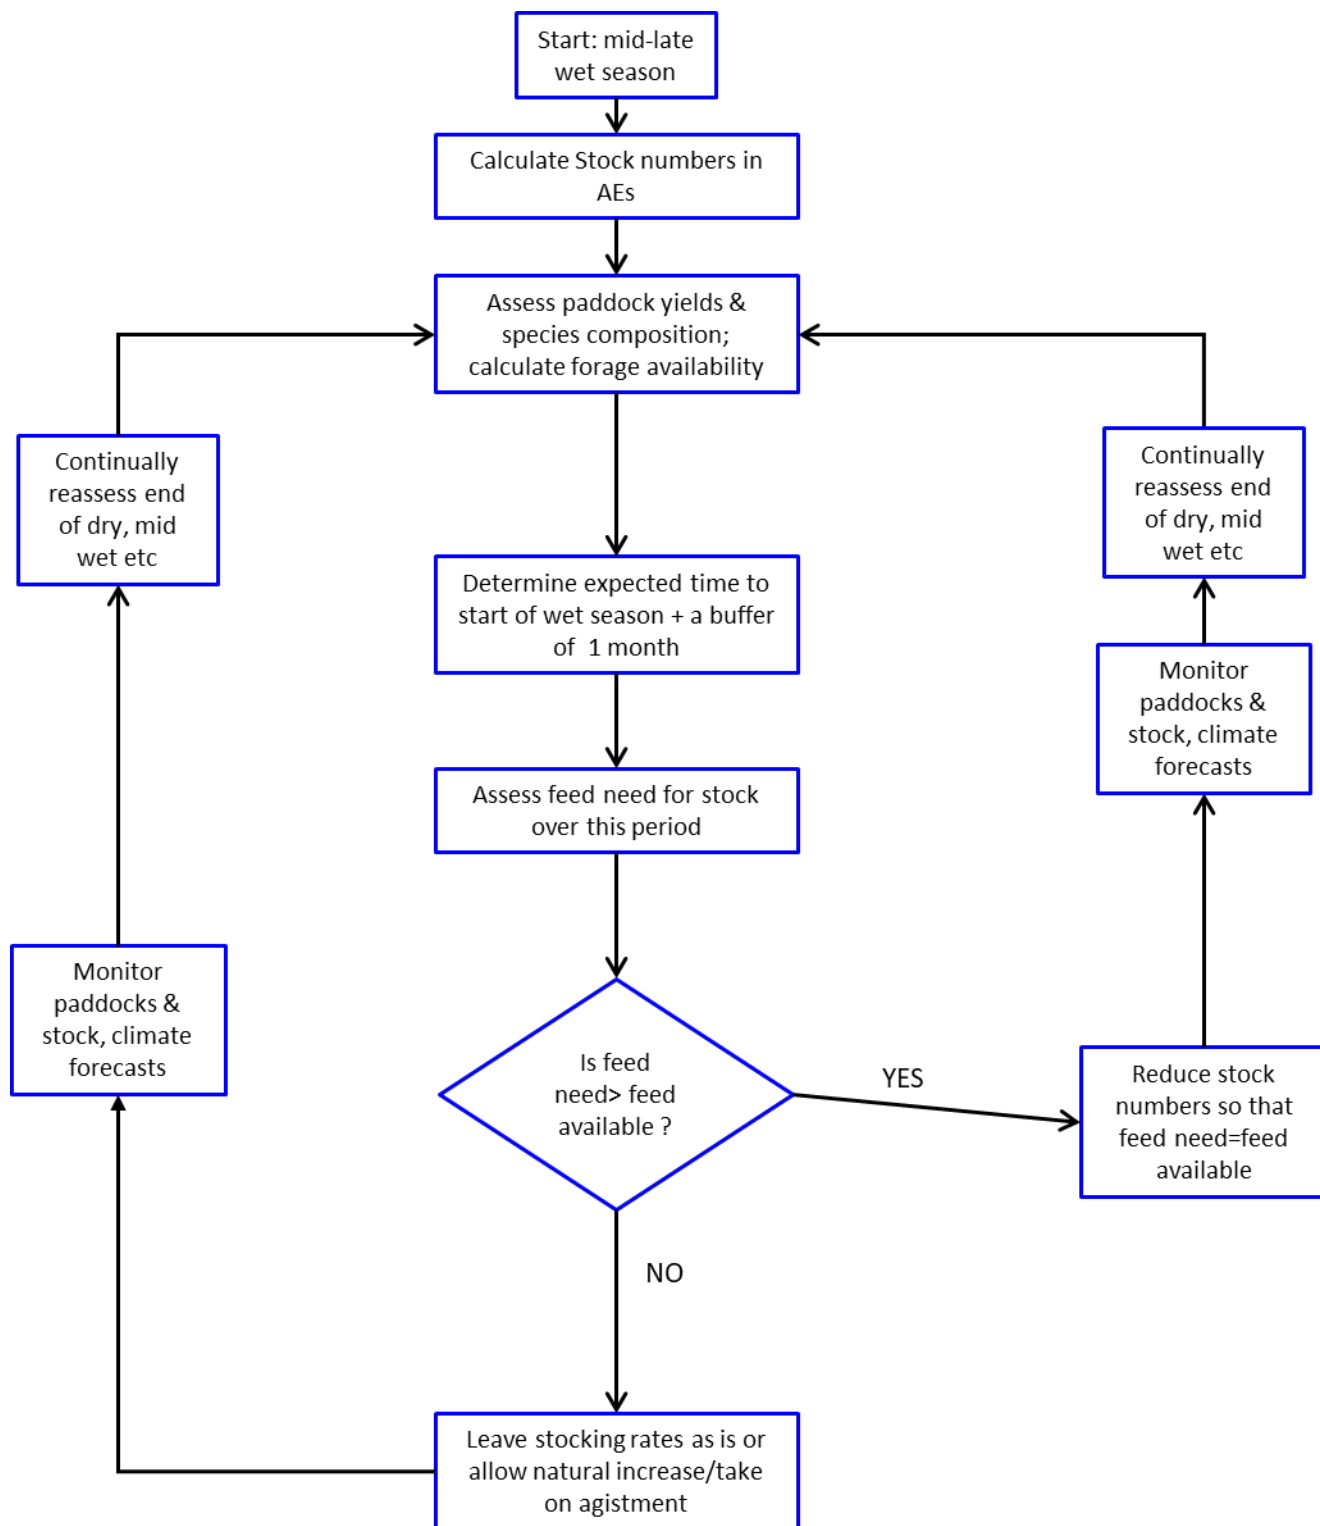 Start: mid-late
wet season
Calculate Stock numbers in
AEs
Assess paddock yields &
species composition;
calculate forage availability
Continually
reassess end
of dry, mid
wet etc
Continually
reassess end
of dry, mid
wet etc
Determine expected time to
start of wet season + a buffer
of 1 month
Monitor
paddocks &
stock, climate
forecasts
Assess feed need for stock
over this period
Monitor
paddocks &
stock, climate
forecasts
Is feed
need> feed
available ?
YES
Reduce stock
numbers so that
feed need=feed
available
NO
Leave stocking rates as is or
allow natural increase/take
on agistment